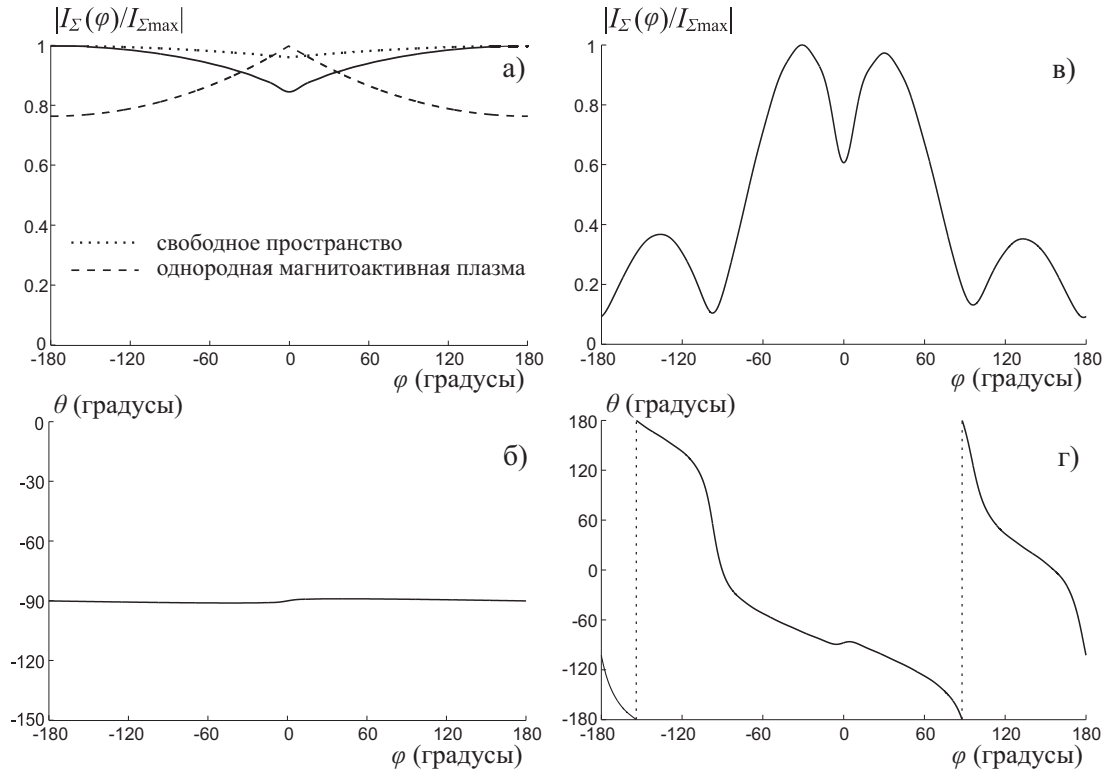 |I_Σ(φ)/I_Σmax|
1
0.8
0.6
0.4
0.2
0
а)
свободное пространство
однородная магнитоактивная плазма
-180 -120 -60 0 60 120 180
φ (градусы)
|I_Σ(φ)/I_Σmax|
1
0.8
0.6
0.4
0.2
0
в)
-180 -120 -60 0 60 120 180
φ (градусы)
θ (градусы)
0
-30
-60
-90
-120
-150
б)
-180 -120 -60 0 60 120 180
φ (градусы)
θ (градусы)
180
120
60
0
-60
-120
-180
г)
-180 -120 -60 0 60 120 180
φ (градусы)